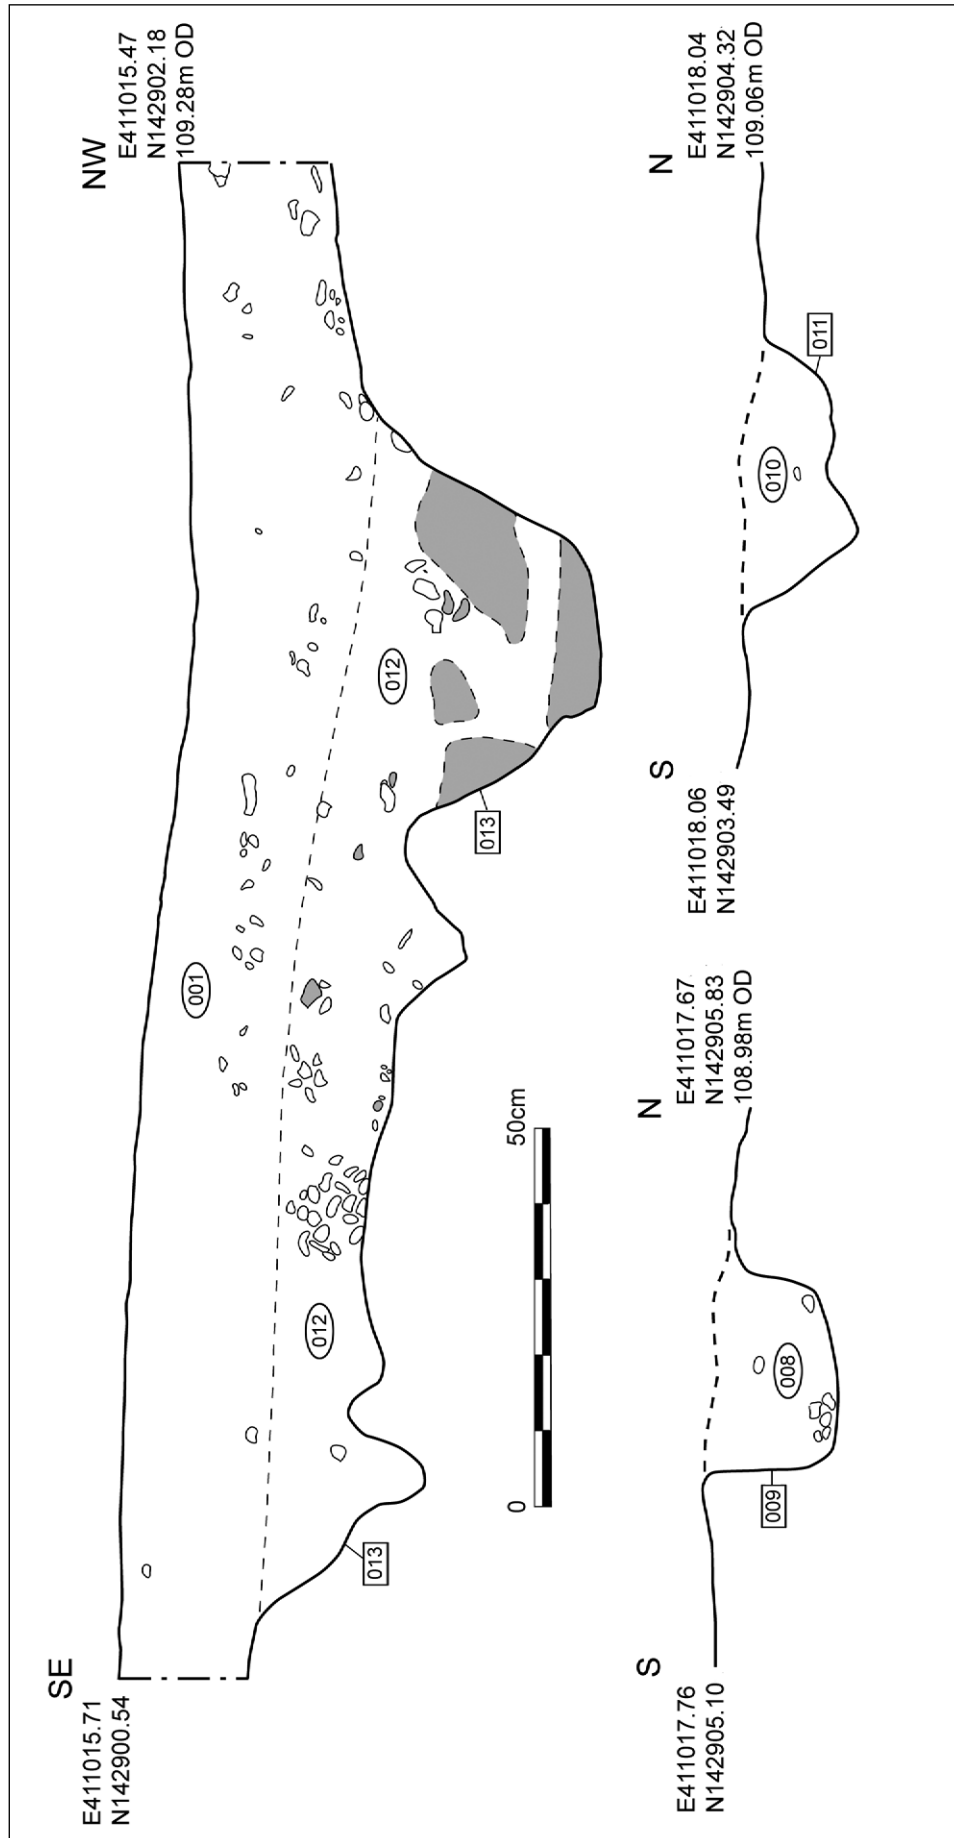 SE
E411015.71
N142900.54
NW
E411015.47
N142902.18
109.28m OD
001
012
012
013
013
0
50cm
S
E411017.76
N142905.10
N
E411017.67
N142905.83
108.98m OD
008
009
S
E411018.06
N142903.49
N
E411018.04
N142904.32
109.06m OD
010
011